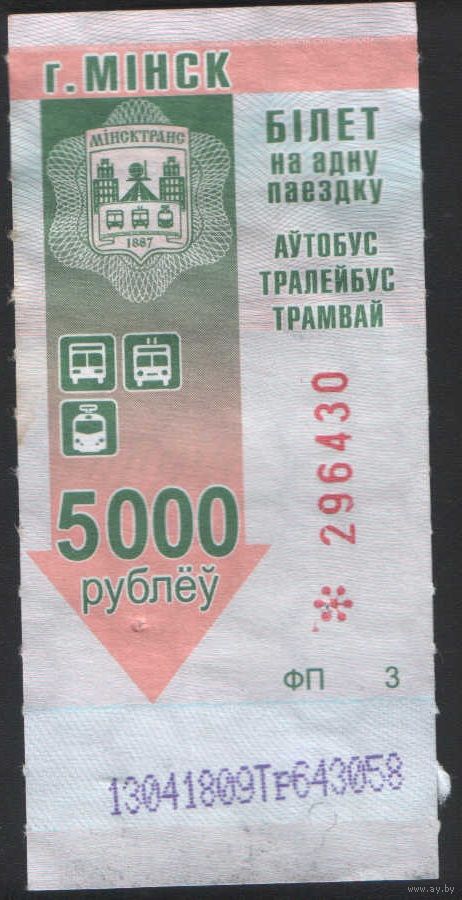 г. МІНСК
МІНСКТРАНС
1887
БІЛЕТ
на адну
паездку
АЎТОБУС
ТРАЛЕЙБУС
ТРАМВАЙ
296430
5000
рублёў
ФП 3
13041809ТР643058
www.ay.by